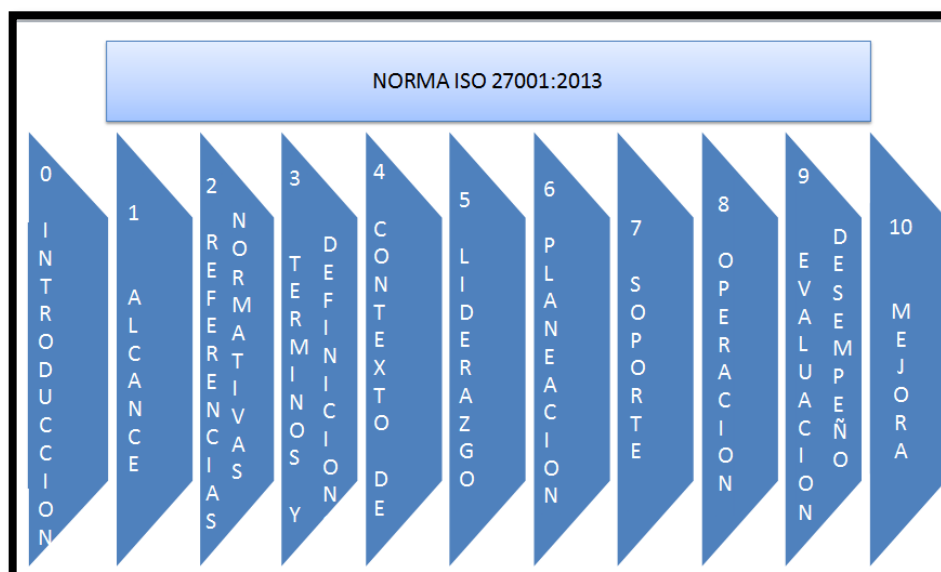 NORMA ISO 27001:2013
0 INTRODUCCION
1 ALCANCE
2 REFERENCIAS
NORMATIVAS
3 TERMINOS Y
DEFINICION
4 CONTEXTO DE
5 LIDERAZGO
6 PLANEACION
7 SOPORTE
8 OPERACION
9 EVALUACION
DESEMPEÑO
10 MEJORA